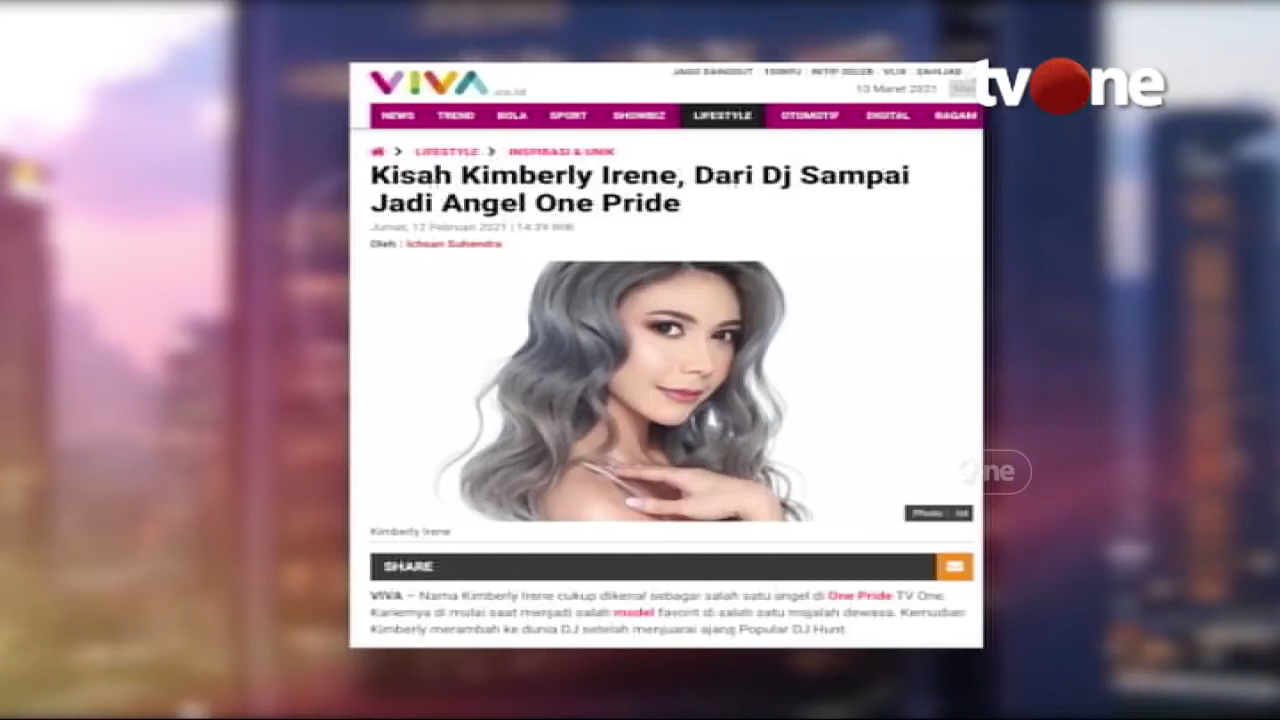 tvOne
VIVA.co.id
10 Maret 2021
NEWS TREND BOLA SPORT SHOWBIZ LIFESTYLE OTOMOTIF DIGITAL RAGAM
LIFESTYLE > INSPIRASI & UNIK
Kisah Kimberly Irene, Dari Dj Sampai
Jadi Angel One Pride
Jumat, 12 Februari 2021 | 14:39 WIB
Oleh : Ichsan Suhendra
one
Kimberly Irene
SHARE
VIVA – Nama Kimberly Irene cukup dikenal sebagai salah satu angel di One Pride TV One.
Kariernya di mulai saat menjadi salah model favorit di salah satu majalah dewasa. Kemudian
Kimberly merambah ke dunia DJ setelah menjuarai ajang Popular DJ Hunt.